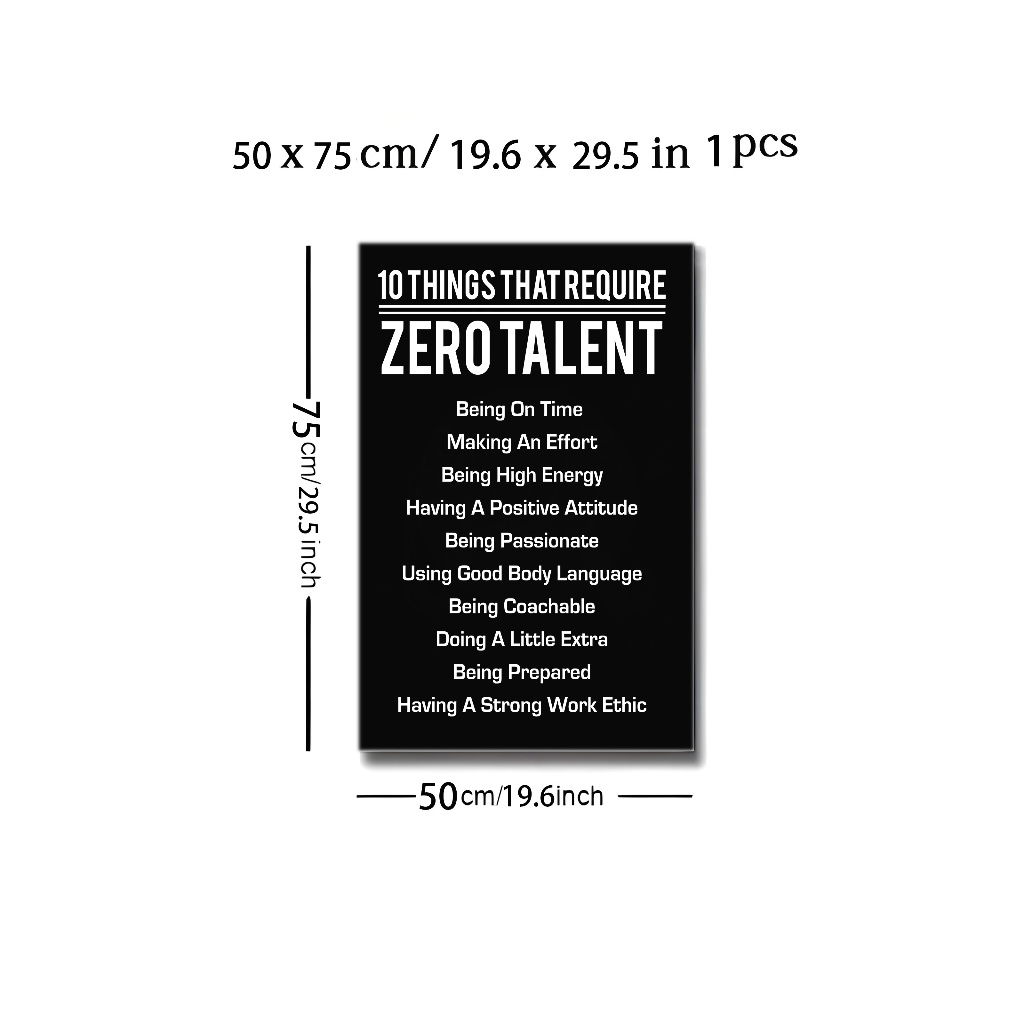 50 x 75 cm/ 19.6 x 29.5 in 1 pcs
10 THINGS THAT REQUIRE
ZERO TALENT
Being On Time
Making An Effort
Being High Energy
Having A Positive Attitude
Being Passionate
Using Good Body Language
Being Coachable
Doing A Little Extra
Being Prepared
Having A Strong Work Ethic
75cm/29.5inch
50cm/19.6inch